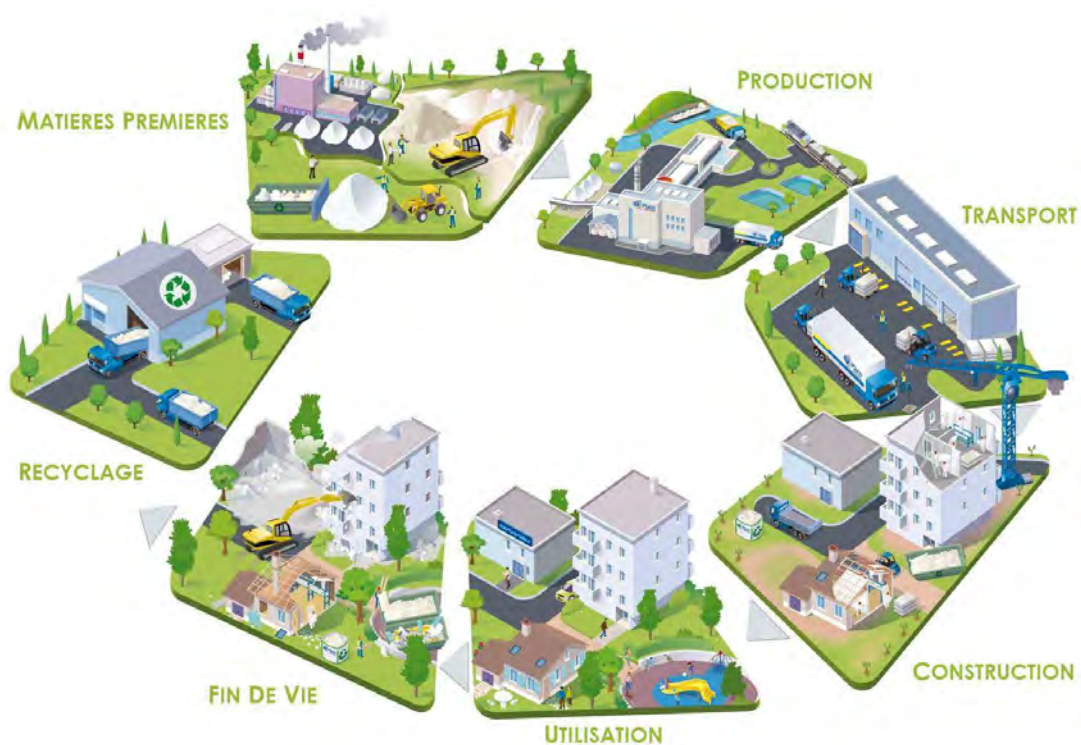 MATIERES PREMIERES
PRODUCTION
TRANSPORT
RECYCLAGE
CONSTRUCTION
FIN DE VIE
UTILISATION